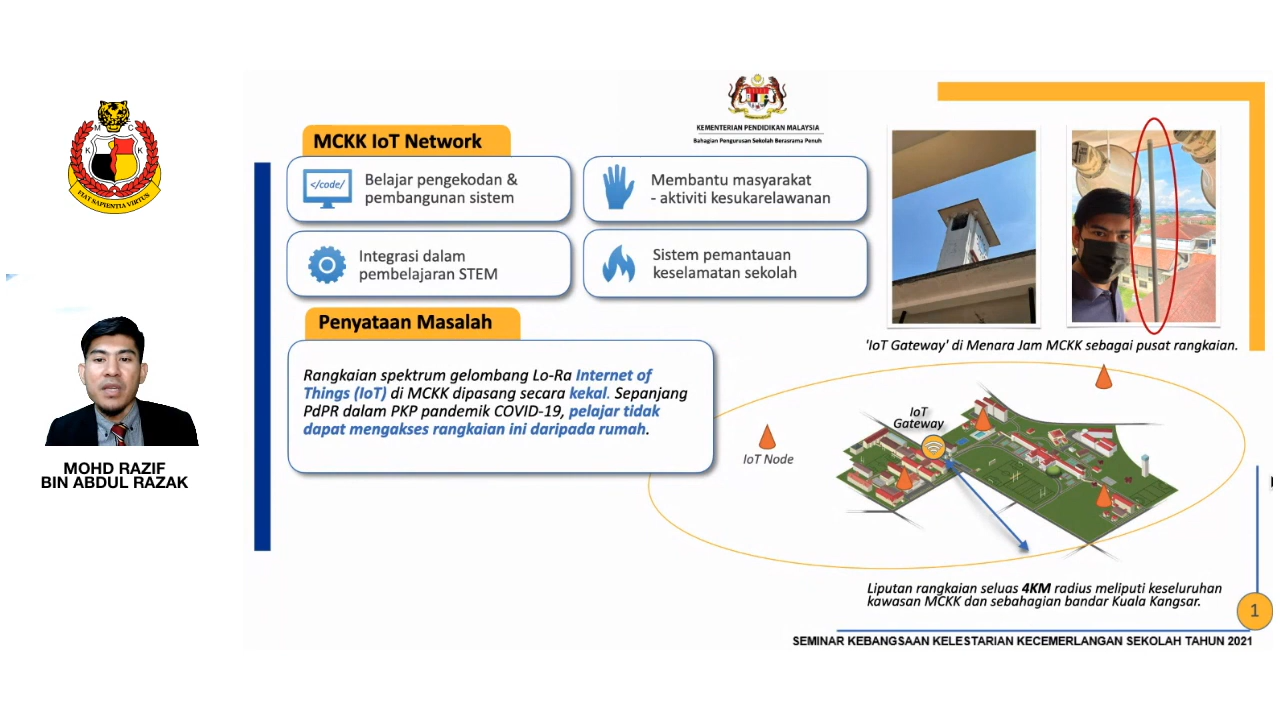 M C
K K
FIAT SAPIENTIA VIRTUS
MOHD RAZIF
BIN ABDUL RAZAK
KEMENTERIAN PENDIDIKAN MALAYSIA
Bahagian Pengurusan Sekolah Berasrama Penuh
MCKK IoT Network
</code/>
Belajar pengekodan &
pembangunan sistem
Membantu masyarakat
- aktiviti kesukarelawanan
Integrasi dalam
pembelajaran STEM
Sistem pemantauan
keselamatan sekolah
Penyataan Masalah
Rangkaian spektrum gelombang Lo-Ra Internet of
Things (IoT) di MCKK dipasang secara kekal. Sepanjang
PdPR dalam PKP pandemik COVID-19, pelajar tidak
dapat mengakses rangkaian ini daripada rumah.
'IoT Gateway' di Menara Jam MCKK sebagai pusat rangkaian.
IoT
Gateway
IoT Node
Liputan rangkaian seluas 4KM radius meliputi keseluruhan
kawasan MCKK dan sebahagian bandar Kuala Kangsar.
1
SEMINAR KEBANGSAAN KELESTARIAN KECEMERLANGAN SEKOLAH TAHUN 2021